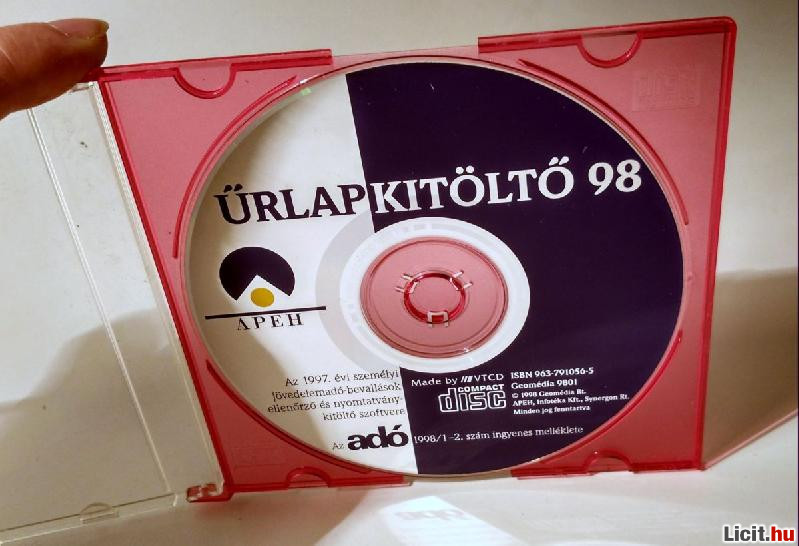 ŰRLAPKITÖLTŐ 98
APEH
Az 1997. évi személyi
jövedelemadó-bevallások
ellenőrző és nyomtatvány-
kitöltő szoftvere
Az adó 1998/1-2. szám ingyenes melléklete
Made by VTCD
COMPACT
disc
ISBN 963-791056-5
Geomédia 9801
© 1998 Geomédia Rt.
APEH, Infotéka Kft., Synergon Rt.
Minden jog fenntartva
Licit.hu